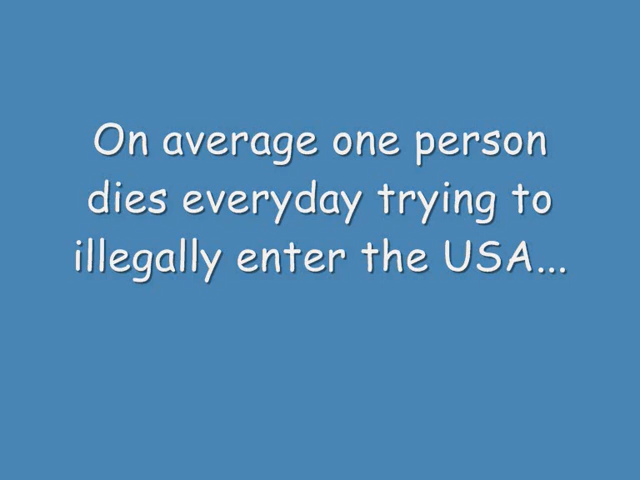 On average one person
dies everyday trying to
illegally enter the USA...